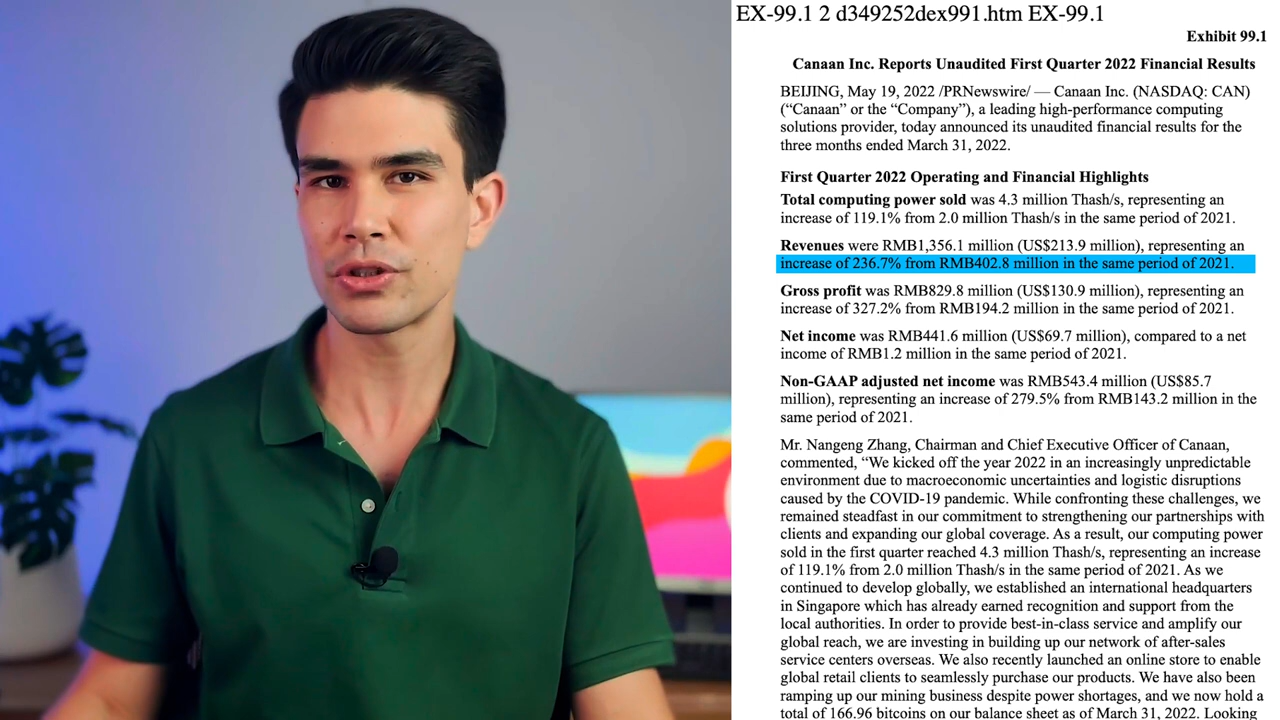 EX-99.1 2 d349252dex991.htm EX-99.1
Exhibit 99.1
Canaan Inc. Reports Unaudited First Quarter 2022 Financial Results
BEIJING, May 19, 2022 /PRNewswire/ — Canaan Inc. (NASDAQ: CAN)
(“Canaan” or the “Company”), a leading high-performance computing
solutions provider, today announced its unaudited financial results for the
three months ended March 31, 2022.
First Quarter 2022 Operating and Financial Highlights
Total computing power sold was 4.3 million Thash/s, representing an
increase of 119.1% from 2.0 million Thash/s in the same period of 2021.
Revenues were RMB1,356.1 million (US$213.9 million), representing an
increase of 236.7% from RMB402.8 million in the same period of 2021.
Gross profit was RMB829.8 million (US$130.9 million), representing an
increase of 327.2% from RMB194.2 million in the same period of 2021.
Net income was RMB441.6 million (US$69.7 million), compared to a net
income of RMB1.2 million in the same period of 2021.
Non-GAAP adjusted net income was RMB543.4 million (US$85.7
million), representing an increase of 279.5% from RMB143.2 million in the
same period of 2021.
Mr. Nangeng Zhang, Chairman and Chief Executive Officer of Canaan,
commented, “We kicked off the year 2022 in an increasingly unpredictable
environment due to macroeconomic uncertainties and logistic disruptions
caused by the COVID-19 pandemic. While confronting these challenges, we
remained steadfast in our commitment to strengthening our partnerships with
clients and expanding our global coverage. As a result, our computing power
sold in the first quarter reached 4.3 million Thash/s, representing an increase
of 119.1% from 2.0 million Thash/s in the same period of 2021. As we
continued to develop globally, we established an international headquarters
in Singapore which has already earned recognition and support from the
local authorities. In order to provide best-in-class service and amplify our
global reach, we are investing in building up our network of after-sales
service centers overseas. We also recently launched an online store to enable
global retail clients to seamlessly purchase our products. We have also been
ramping up our mining business despite power shortages, and we now hold a
total of 166.96 bitcoins on our balance sheet as of March 31, 2022. Looking